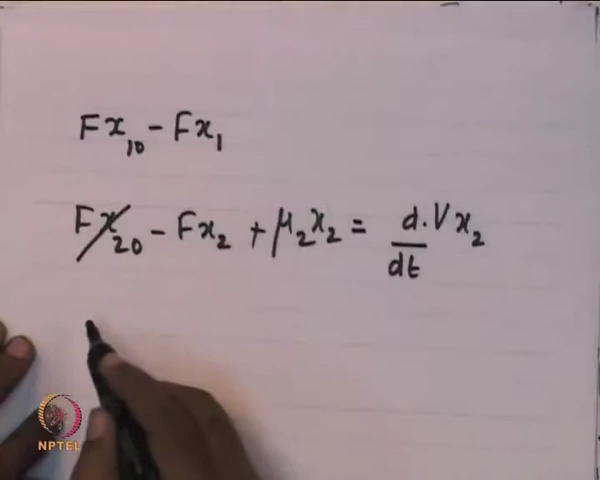 Fx₁₀ - Fx₁
Fx₂₀ - Fx₂ + μ₂x₂ = d.Vx₂
dt
NPTEL